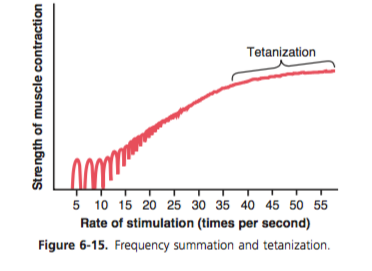 Strength of muscle contraction
Tetanization
5 10 15 20 25 30 35 40 45 50 55
Rate of stimulation (times per second)
Figure 6-15. Frequency summation and tetanization.